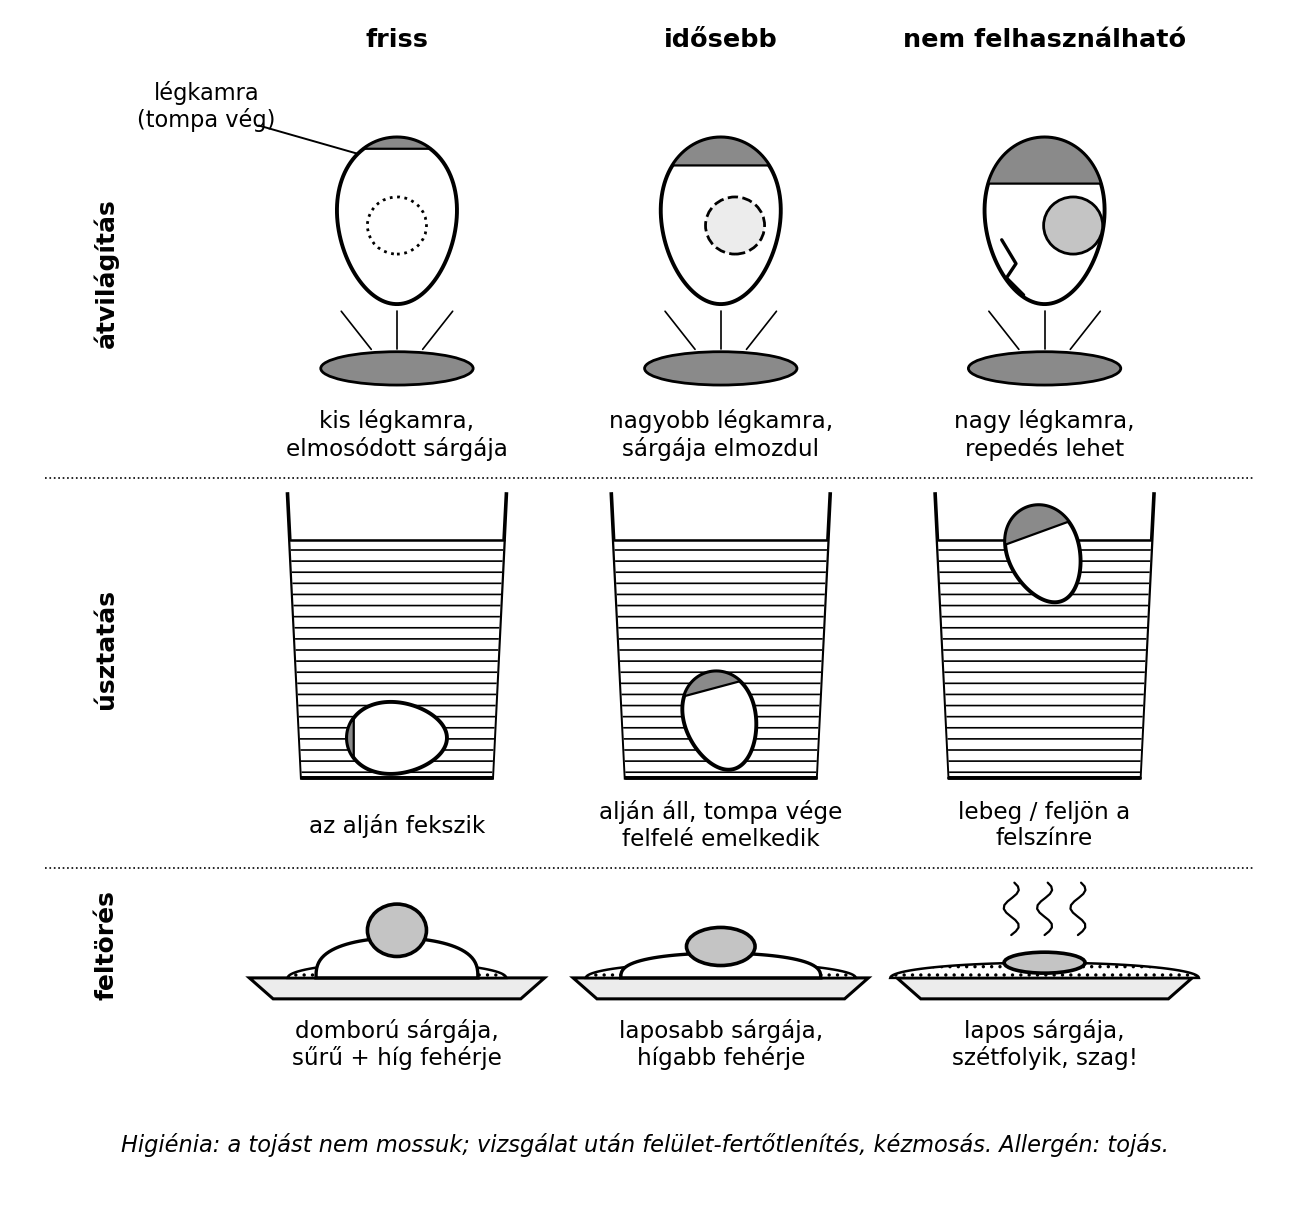 friss
idősebb
nem felhasználható
légkamra
(tompa vég)
átvilágítás
kis légkamra,
elmosódott sárgája
nagyobb légkamra,
sárgája elmozdul
nagy légkamra,
repedés lehet
úsztatás
az alján fekszik
alján áll, tompa vége
felfelé emelkedik
lebeg / feljön a
felszínre
feltörés
domború sárgája,
sűrű + híg fehérje
laposabb sárgája,
hígabb fehérje
lapos sárgája,
szétfolyik, szag!
Higiénia: a tojást nem mossuk; vizsgálat után felület-fertőtlenítés, kézmosás. Allergén: tojás.